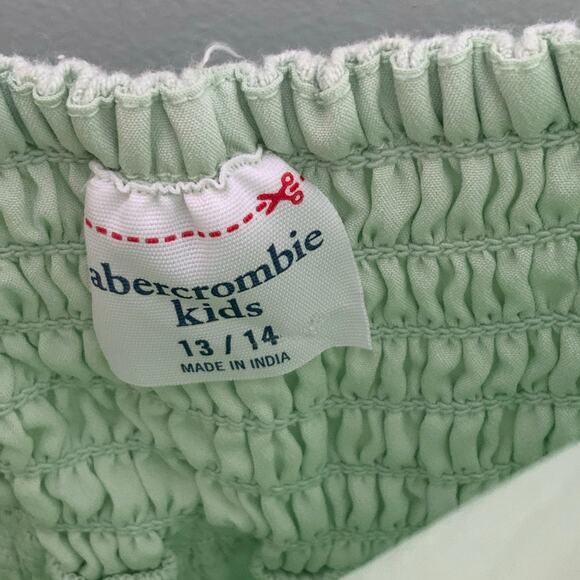 abercrombie
kids
13 / 14
MADE IN INDIA